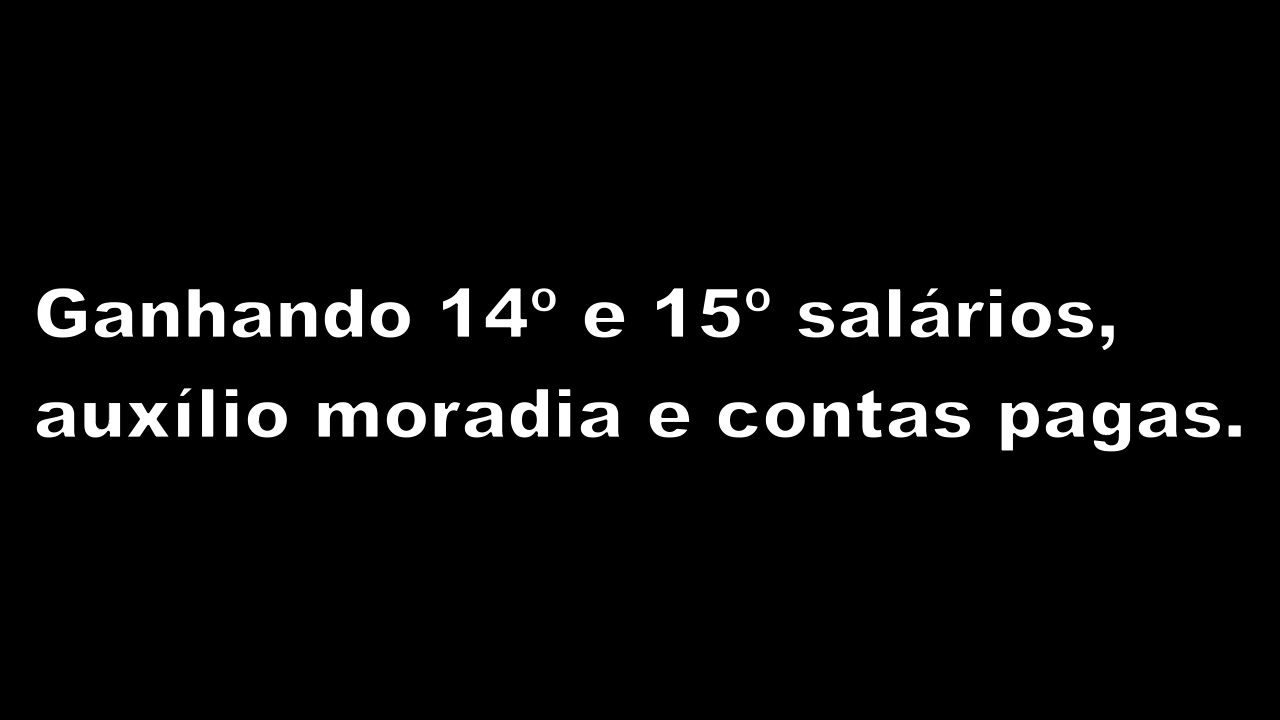 Ganhando 14º e 15º salários,
auxílio moradia e contas pagas.